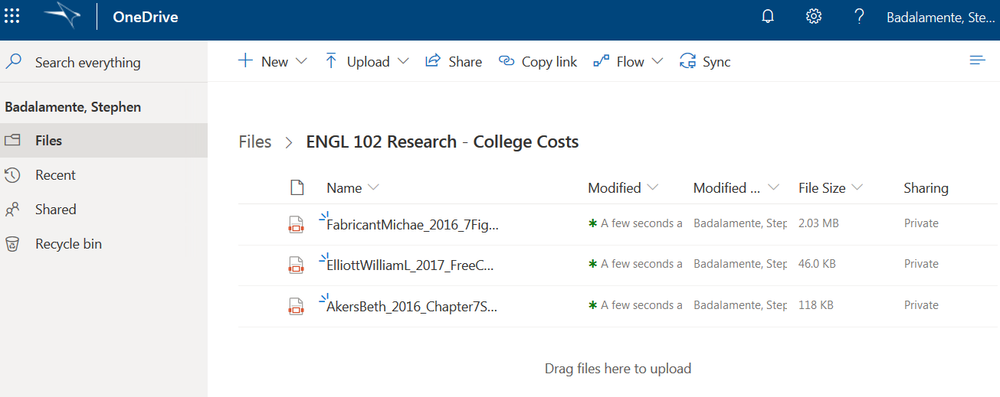 OneDrive
Badalamente, Ste...
Search everything
New
Upload
Share
Copy link
Flow
Sync
Badalamente, Stephen
Files
Recent
Shared
Recycle bin
Files > ENGL 102 Research - College Costs
Name Modified Modified ... File Size Sharing
FabricantMichae_2016_7Fig... A few seconds a Badalamente, Step 2.03 MB Private
ElliottWilliamL_2017_FreeC... A few seconds a Badalamente, Step 46.0 KB Private
AkersBeth_2016_Chapter7S... A few seconds a Badalamente, Step 118 KB Private
Drag files here to upload